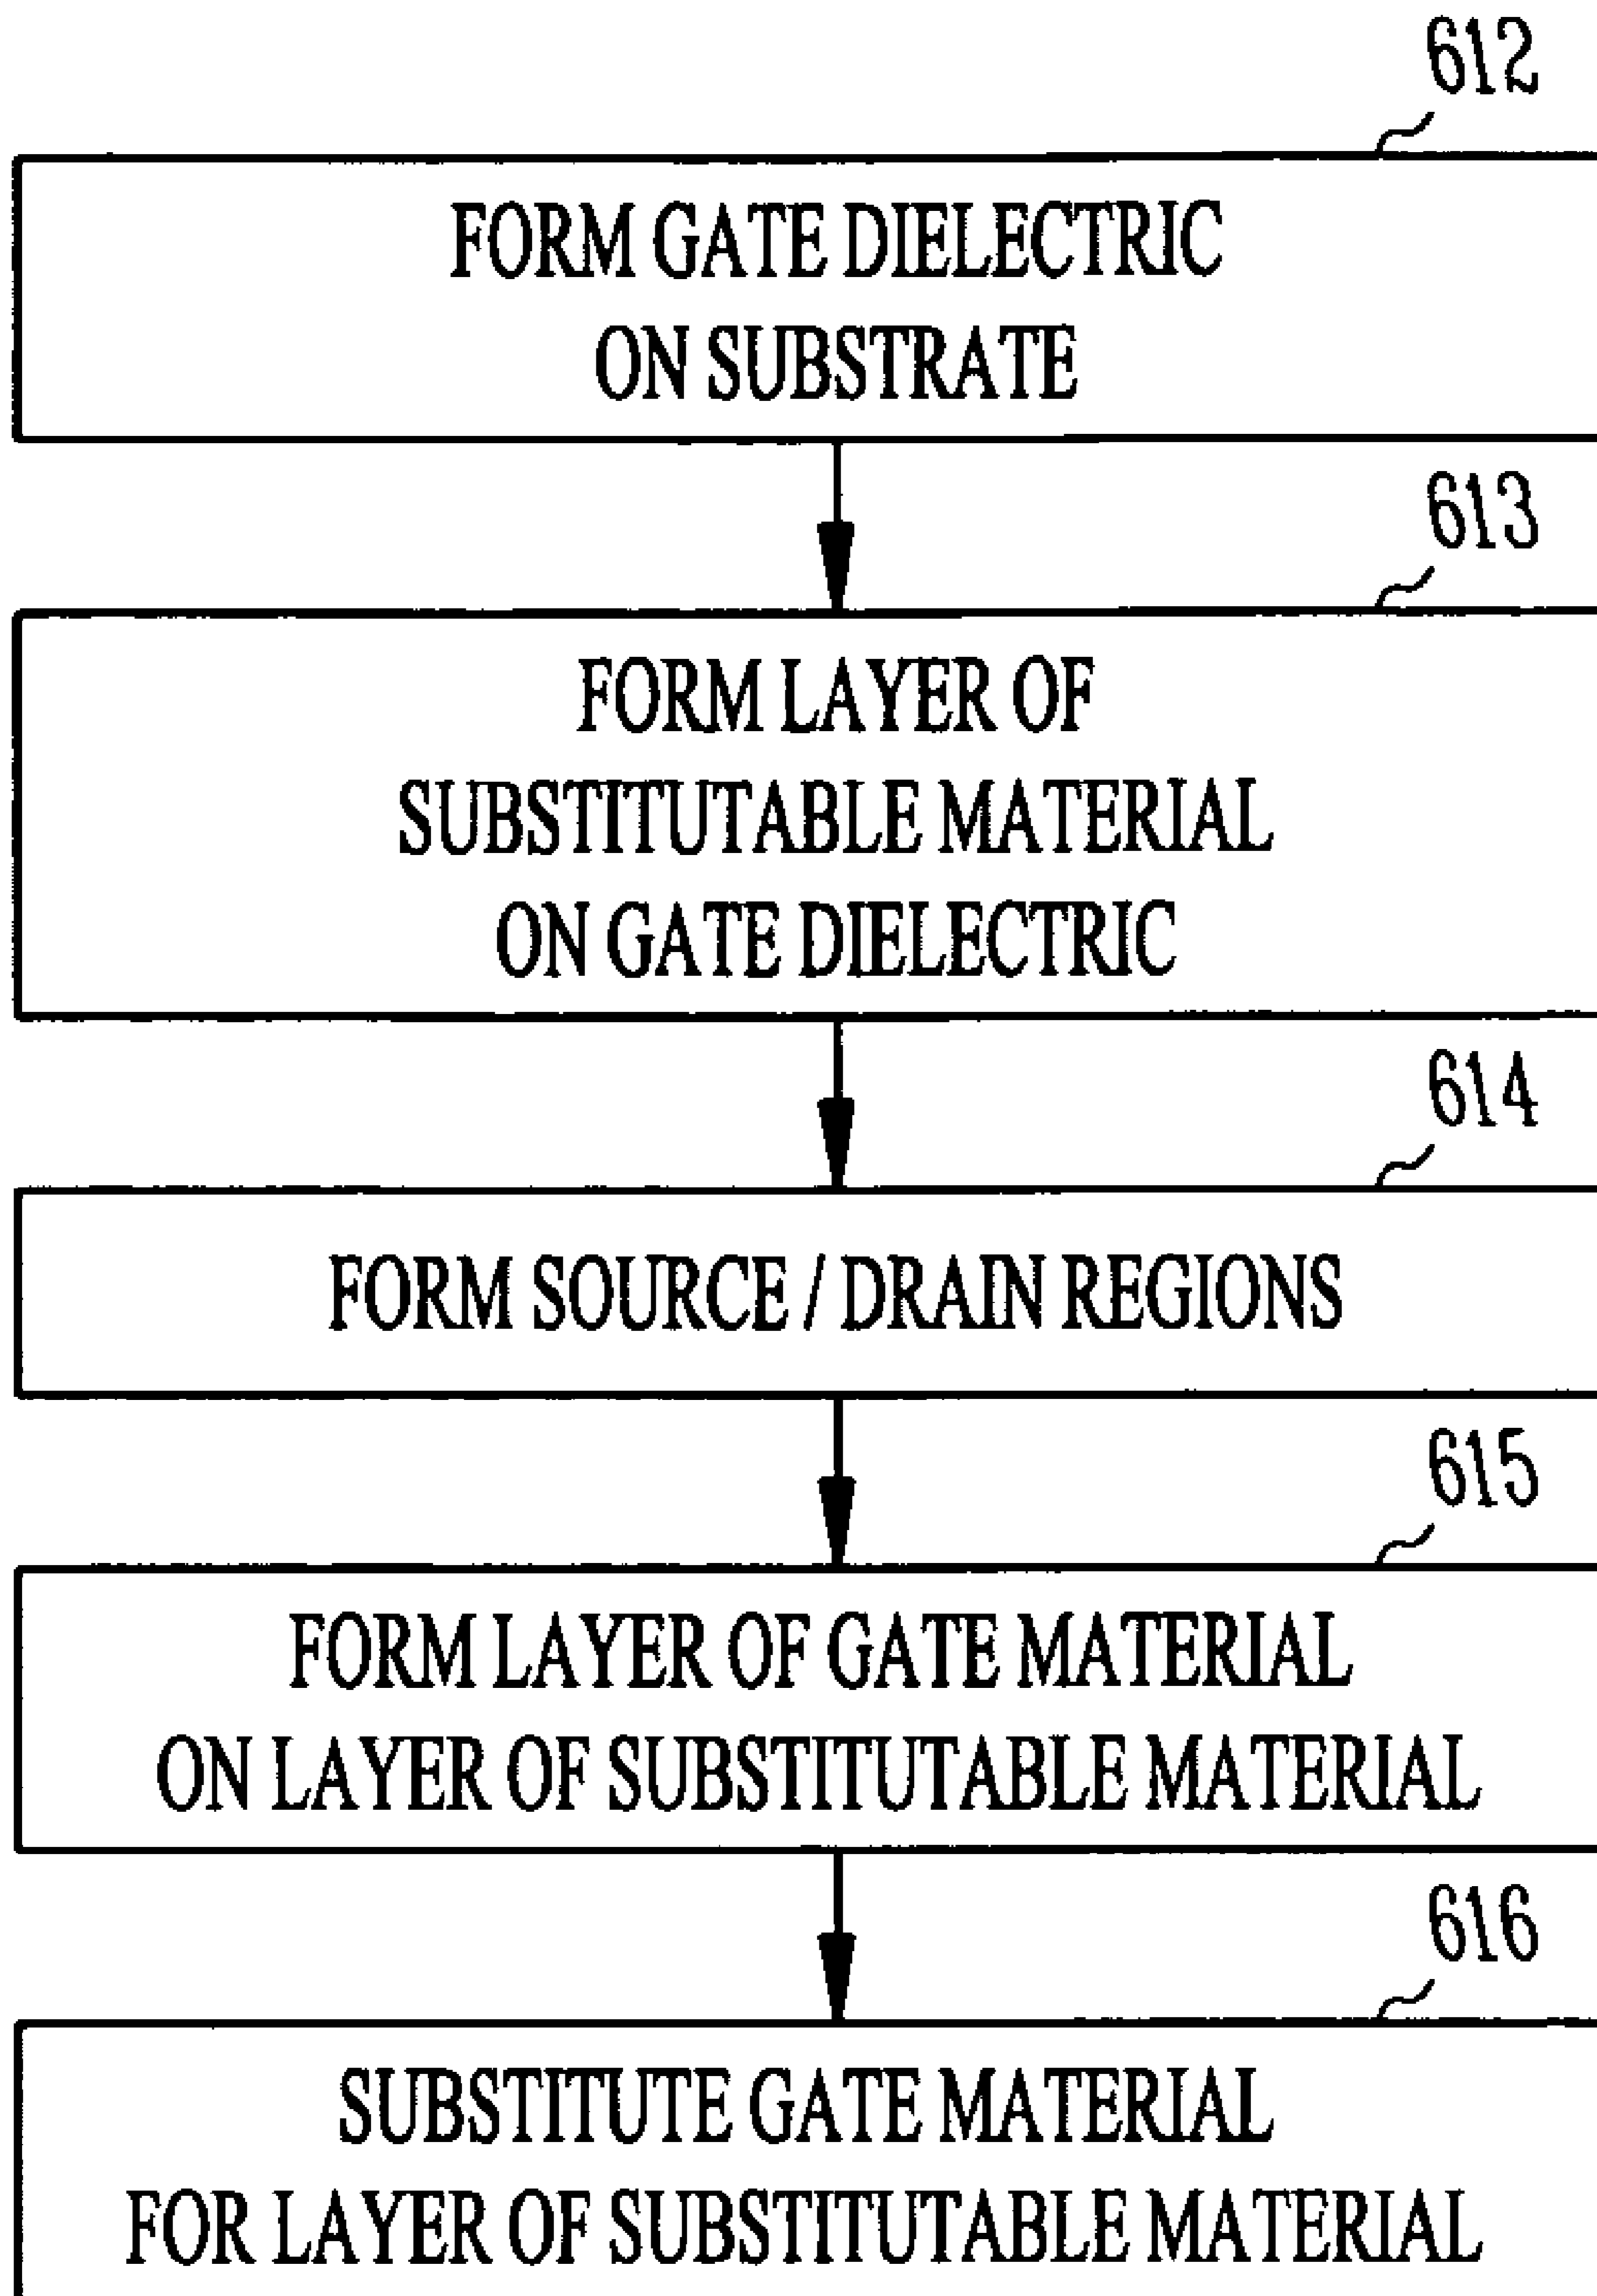 612
FORM GATE DIELECTRIC
ON SUBSTRATE
613
FORM LAYER OF
SUBSTITUTABLE MATERIAL
ON GATE DIELECTRIC
614
FORM SOURCE / DRAIN REGIONS
615
FORM LAYER OF GATE MATERIAL
ON LAYER OF SUBSTITUTABLE MATERIAL
616
SUBSTITUTE GATE MATERIAL
FOR LAYER OF SUBSTITUTABLE MATERIAL